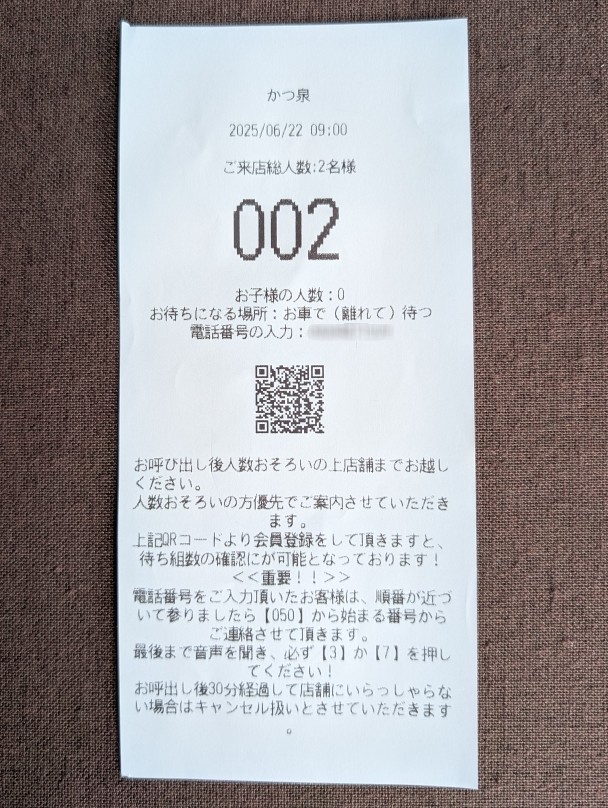 かつ泉
2025/06/22 09:00
ご来店総人数:2名様
002
お子様の人数：0
お待ちになる場所：お車で（離れて）待つ
電話番号の入力：
お呼び出し後人数おそろいの上店舗までお越し
ください。
人数おそろいの方優先でご案内させていただき
ます。
上記QRコードより会員登録をして頂きますと、
待ち組数の確認にが可能となっております！
<<重要！！>>
電話番号をご入力頂いたお客様は、順番が近づ
いて参りましたら【050】から始まる番号から
ご連絡させて頂きます。
最後まで音声を聞き、必ず【3】か【7】を押し
てください！
お呼出し後30分経過して店舗にいらっしゃらな
い場合はキャンセル扱いとさせていただきます
。